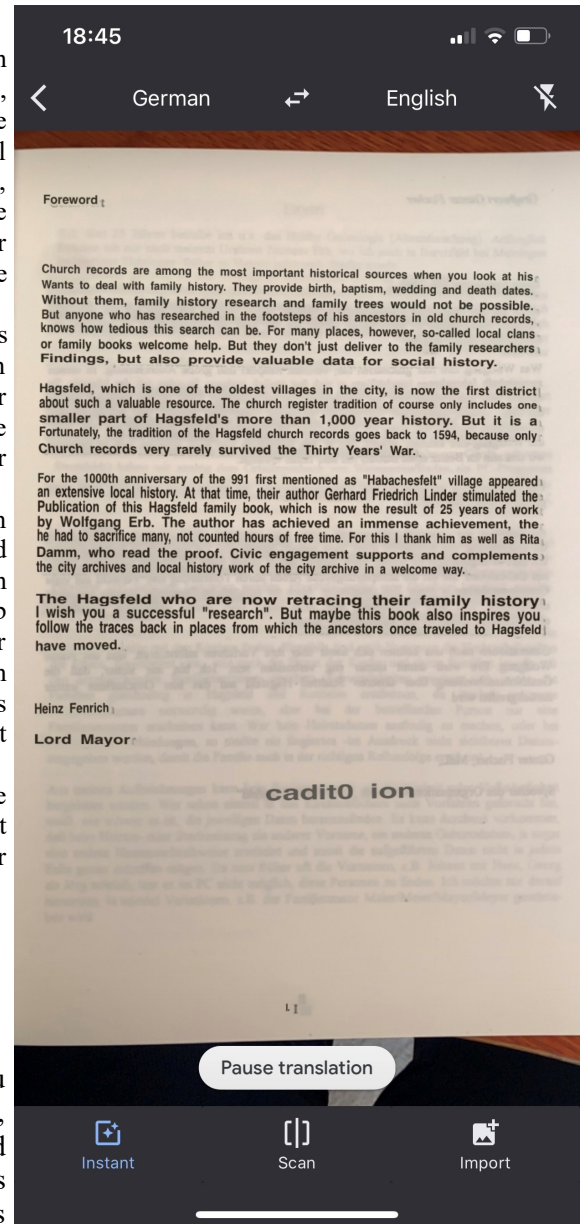 18:45
German English
Foreword
Church records are among the most important historical sources when you look at his
Wants to deal with family history. They provide birth, baptism, wedding and death dates.
Without them, family history research and family trees would not be possible.
But anyone who has researched in the footsteps of his ancestors in old church records,
knows how tedious this search can be. For many places, however, so-called local clans
or family books welcome help. But they don't just deliver to the family researchers
Findings, but also provide valuable data for social history.
Hagsfeld, which is one of the oldest villages in the city, is now the first district
about such a valuable resource. The church register tradition of course only includes one
smaller part of Hagsfeld's more than 1,000 year history. But it is a
Fortunately, the tradition of the Hagsfeld church records goes back to 1594, because only
Church records very rarely survived the Thirty Years' War.
For the 1000th anniversary of the 991 first mentioned as "Habachesfelt" village appeared
an extensive local history. At that time, their author Gerhard Friedrich Linder stimulated the
Publication of this Hagsfeld family book, which is now the result of 25 years of work
by Wolfgang Erb. The author has achieved an immense achievement, the
he had to sacrifice many, not counted hours of free time. For this I thank him as well as Rita
Damm, who read the proof. Civic engagement supports and complements
the city archives and local history work of the city archive in a welcome way.
The Hagsfeld who are now retracing their family history
I wish you a successful "research". But maybe this book also inspires you
follow the traces back in places from which the ancestors once traveled to Hagsfeld
have moved.
Heinz Fenrich
Lord Mayor
cadit0 ion
Pause translation
Instant Scan Import